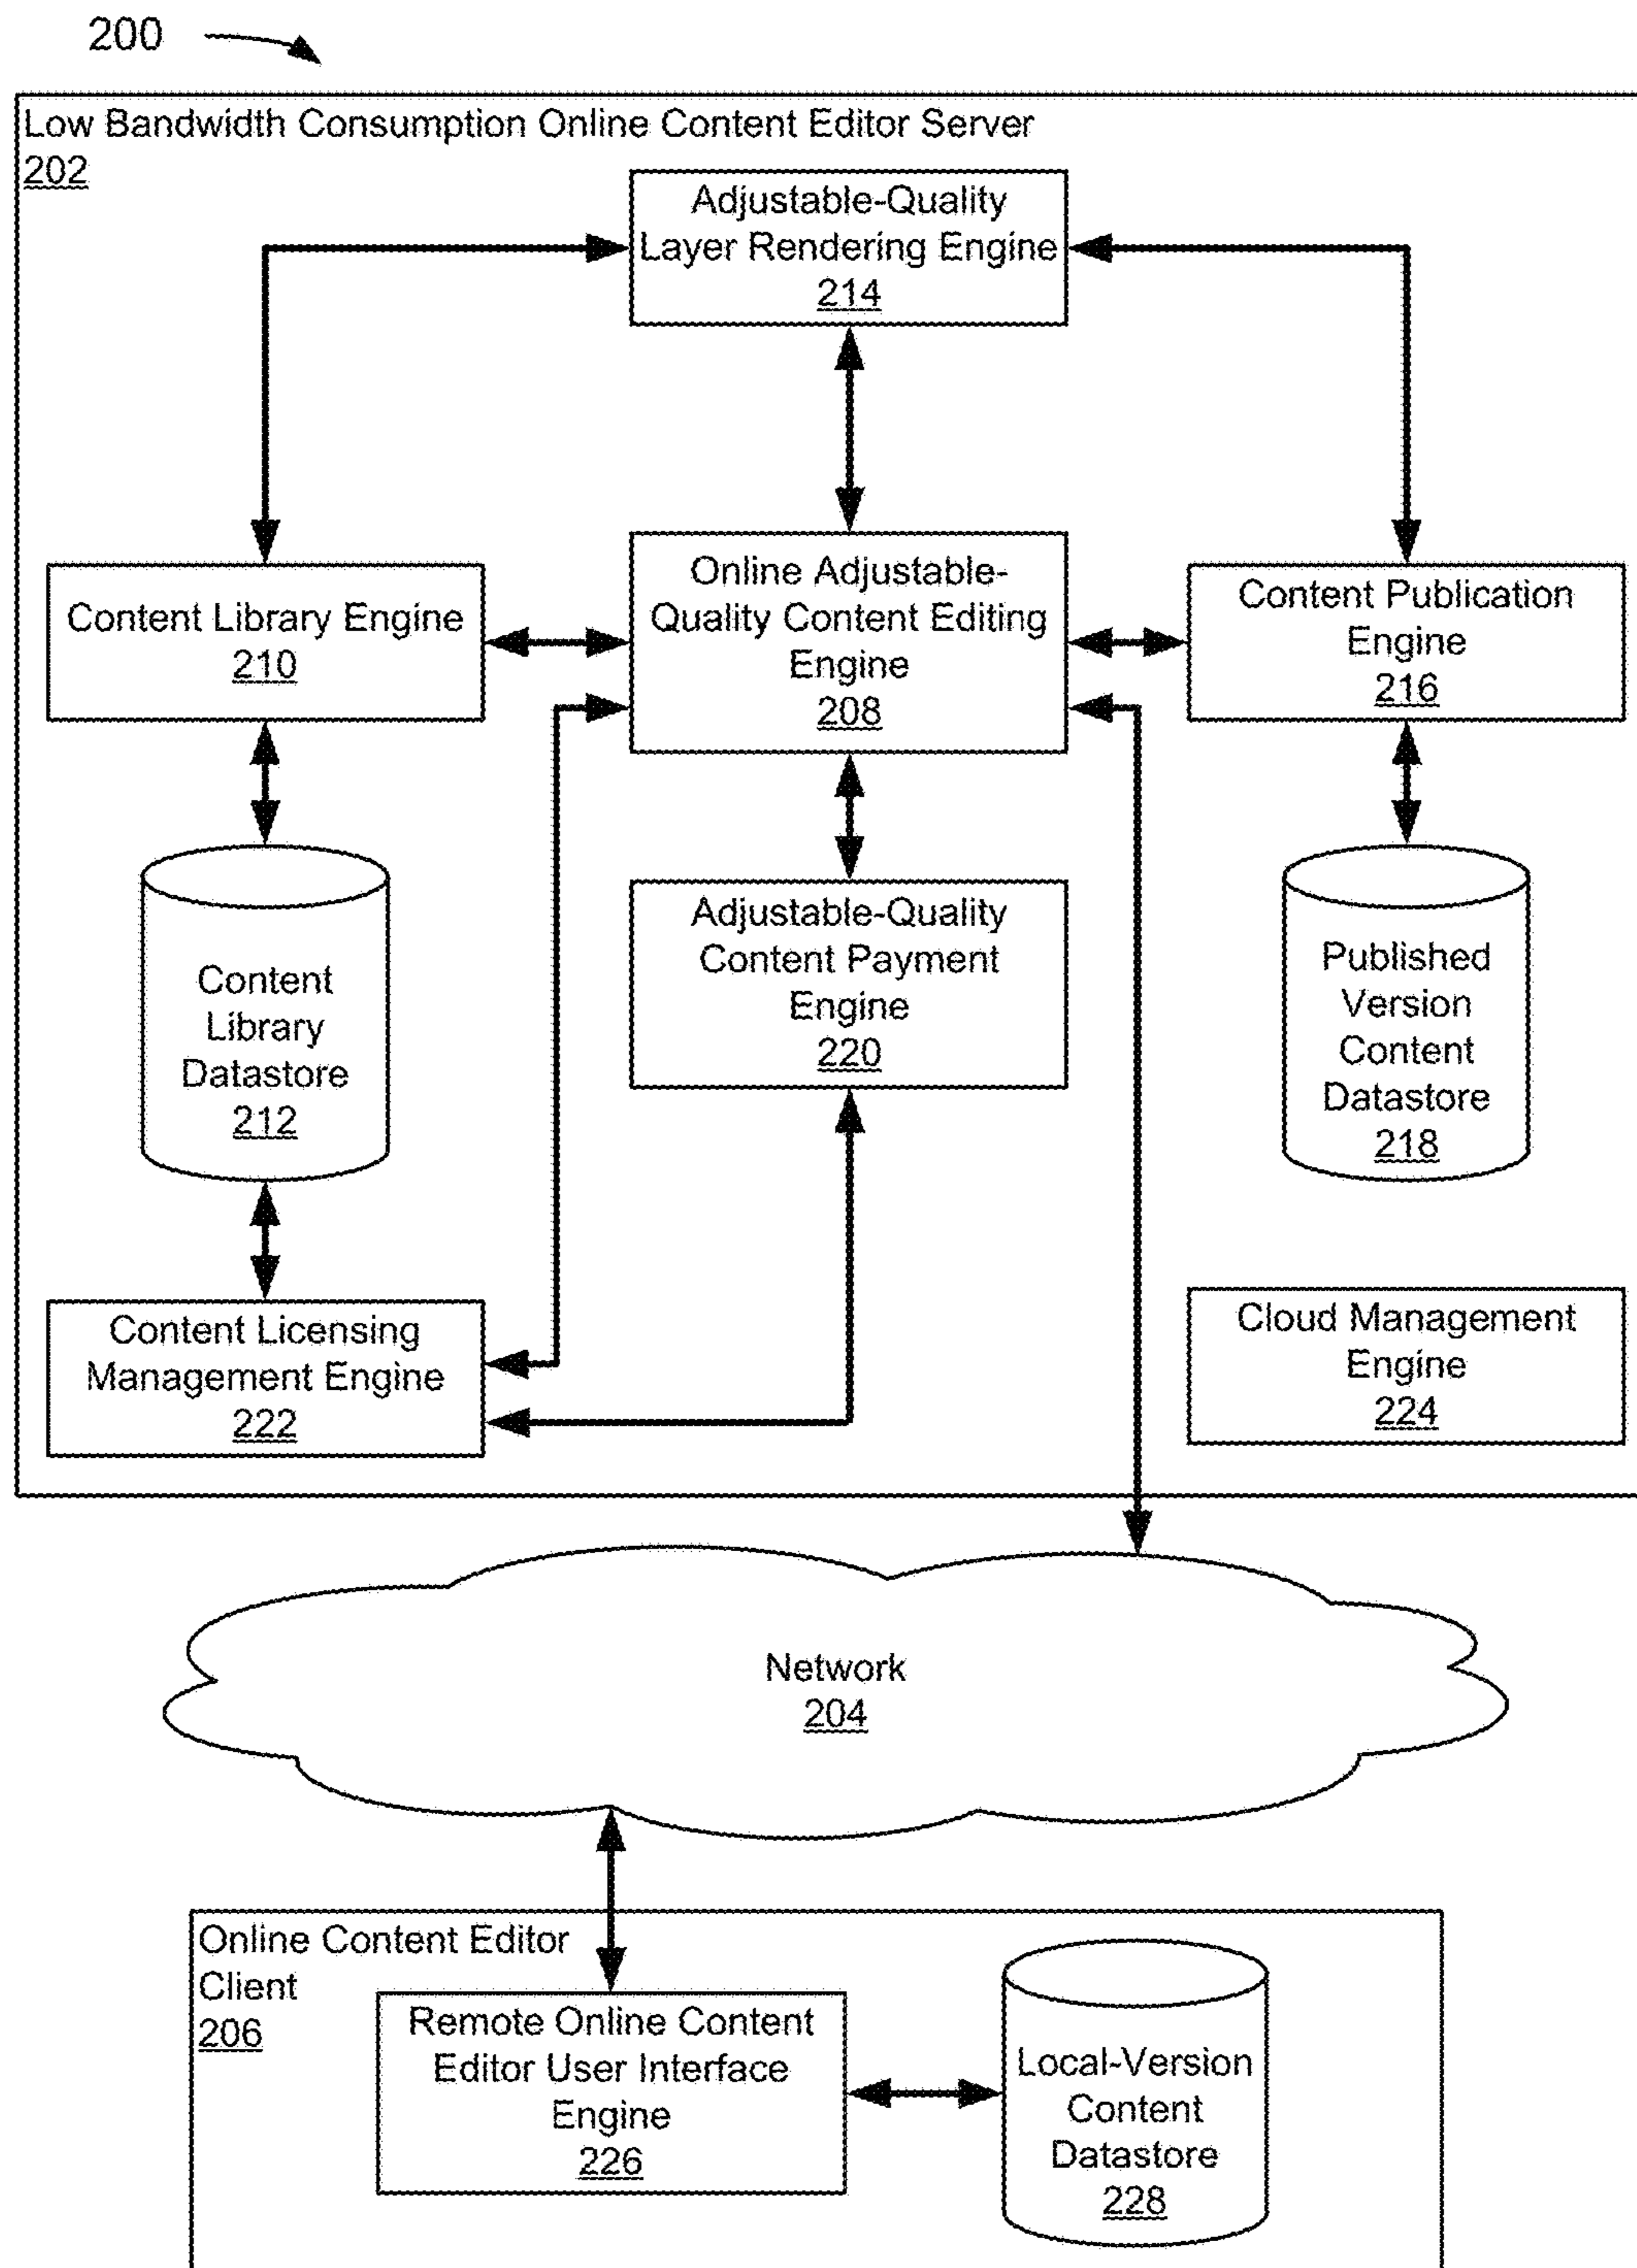 200
Low Bandwidth Consumption Online Content Editor Server
202
Adjustable-Quality
Layer Rendering Engine
214
Content Library Engine
210
Online Adjustable-
Quality Content Editing
Engine
208
Content Publication
Engine
216
Content
Library
Datastore
212
Adjustable-Quality
Content Payment
Engine
220
Published
Version
Content
Datastore
218
Content Licensing
Management Engine
222
Cloud Management
Engine
224
Network
204
Online Content Editor
Client
206
Remote Online Content
Editor User Interface
Engine
226
Local-Version
Content
Datastore
228